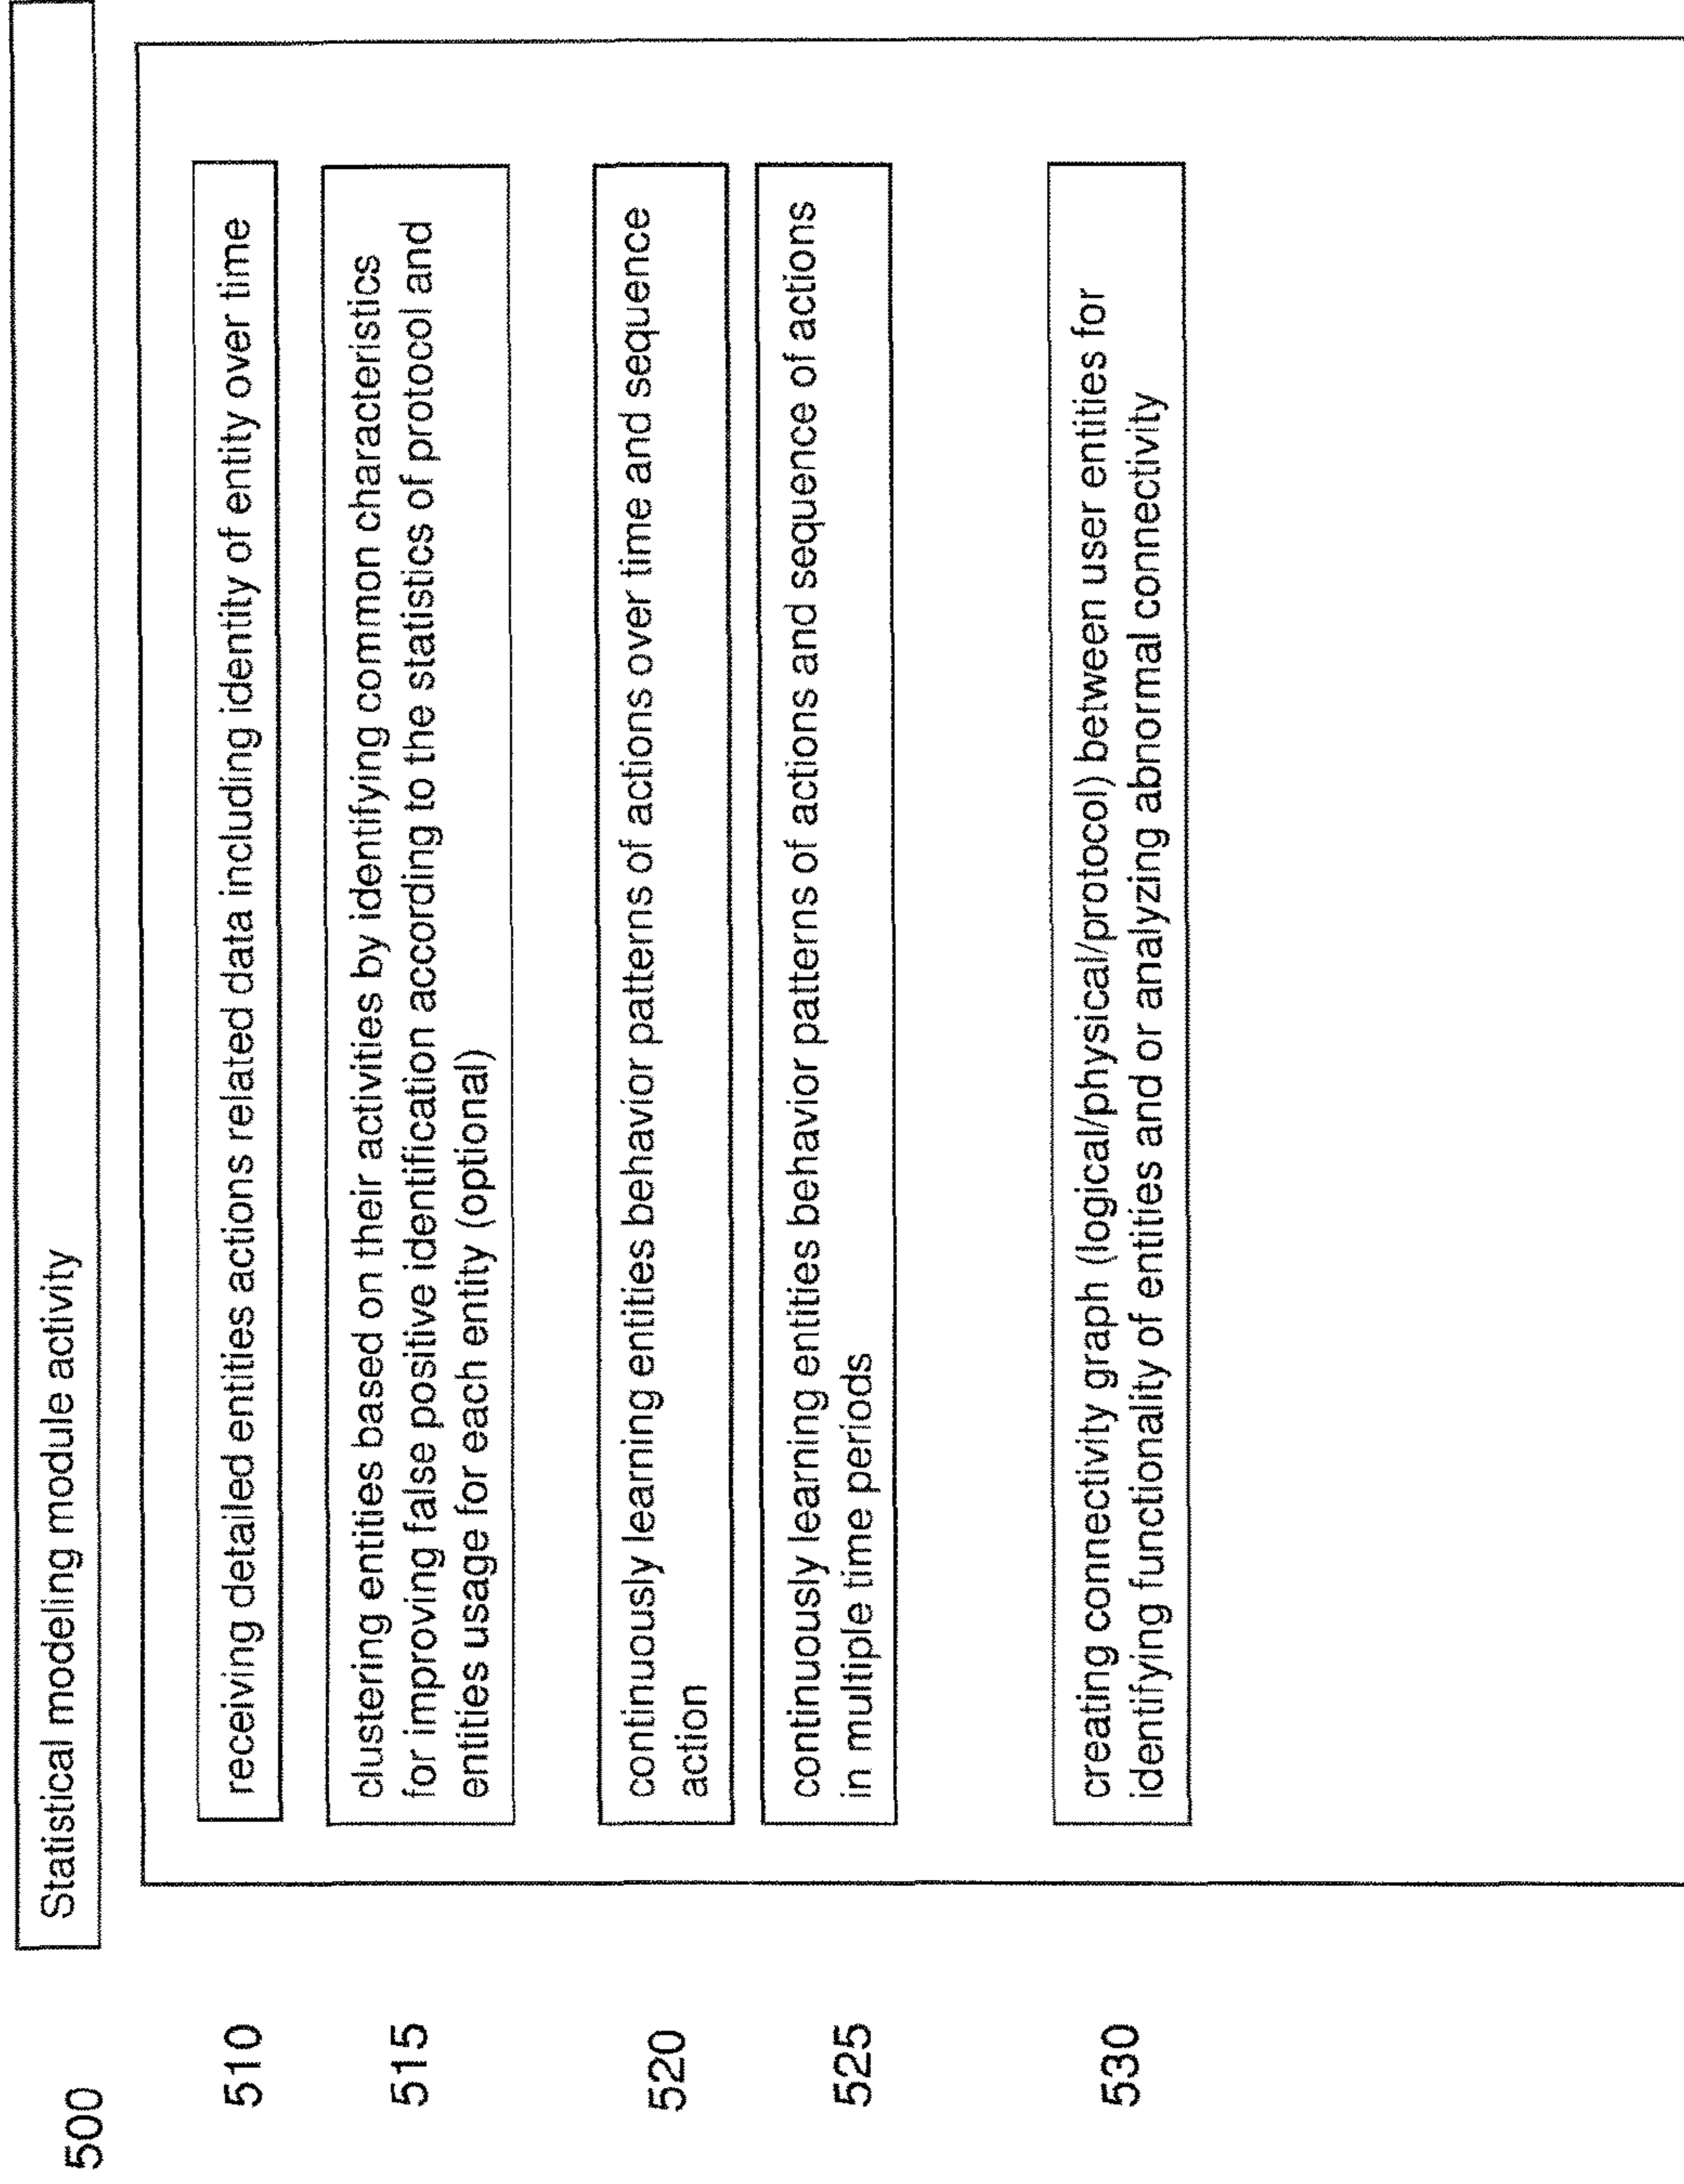 500
Statistical modeling module activity
510
receiving detailed entities actions related data including identity of entity over time
515
clustering entities based on their activities by identifying common characteristics
for improving false positive identification according to the statistics of protocol and
entities usage for each entity (optional)
520
continuously learning entities behavior patterns of actions over time and sequence
action
525
continuously learning entities behavior patterns of actions and sequence of actions
in multiple time periods
530
creating connectivity graph (logical/physical/protocol) between user entities for
identifying functionality of entities and or analyzing abnormal connectivity